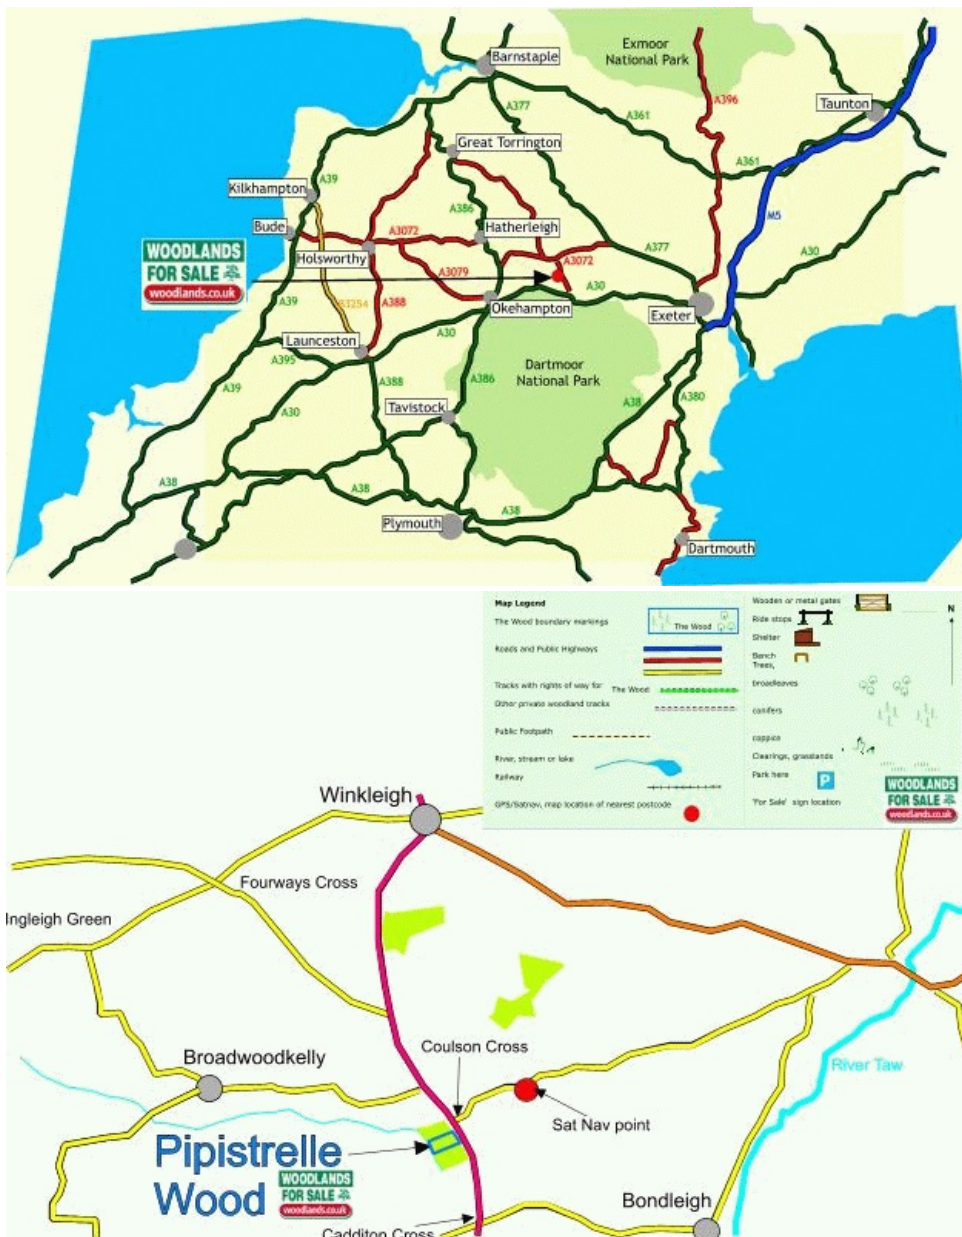 Exmoor
National Park
Barnstaple
A377
A396
Taunton
A361
Great Torrington
A361
A39
Kilkhampton
A386
M5
Bude
A3072
Hatherleigh
A377
A30
WOODLANDS
FOR SALE
woodlands.co.uk
Holsworthy
A3079
A3072
A39
B3254
A388
Okehampton
A30
Exeter
Launceston
A30
A395
A388
A386
Dartmoor
National Park
A39
A30
Tavistock
A38
A380
A38
A38
A38
Plymouth
Dartmouth
Map Legend
The Wood boundary markings
The Wood
Roads and Public Highways
Tracks with rights of way for The Wood
Other private woodland tracks
Public Footpath
River, stream or lake
Railway
GPS/Satnav, map location of nearest postcode
Wooden or metal gates
N
Ride stops
Shelter
Bench
Trees,
broadleaves
conifers
coppice
Clearings, grasslands
Park here
P
'For Sale' sign location
WOODLANDS
FOR SALE
woodlands.co.uk
Winkleigh
Fourways Cross
Ingleigh Green
Coulson Cross
Broadwoodkelly
River Taw
Sat Nav point
Pipistrelle
Wood
WOODLANDS
FOR SALE
woodlands.co.uk
Bondleigh
Cadditon Cross